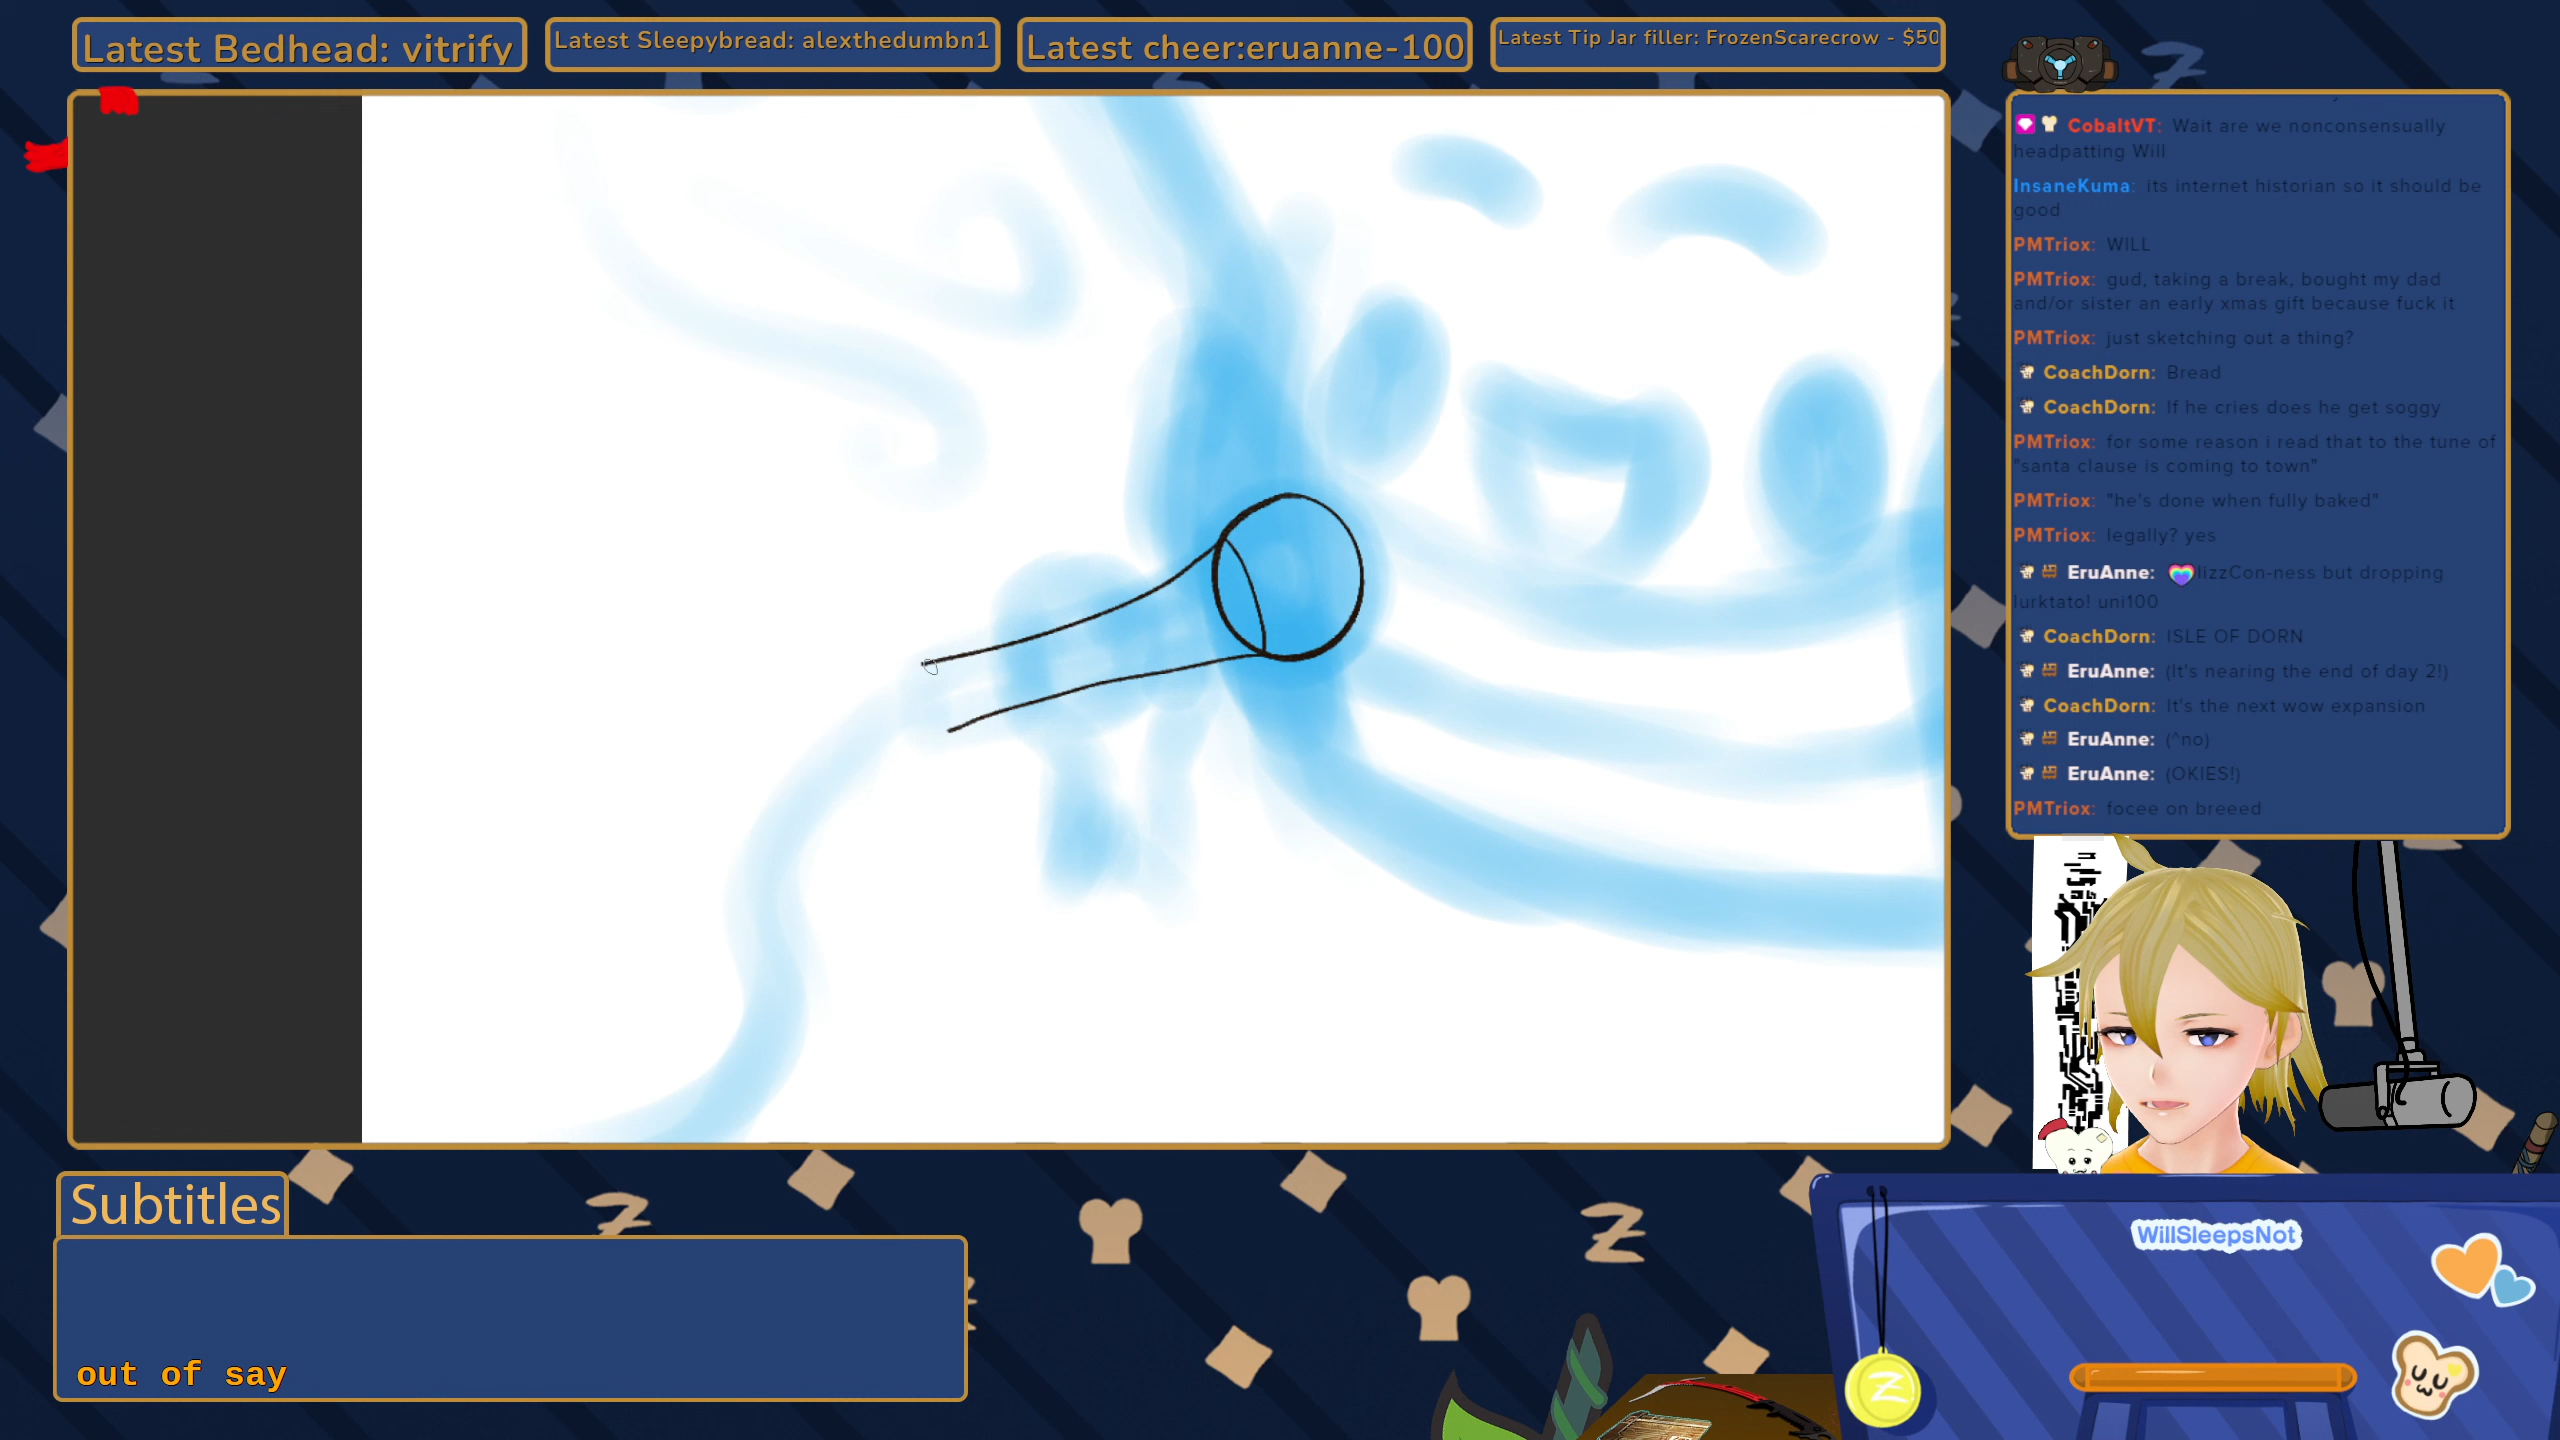 Latest Bedhead: vitrify
Latest Sleepybread: alexthedumbn1
Latest cheer:eruanne-100
Latest Tip Jar filler: FrozenScarecrow - $50
CobaltVT: Wait are we nonconsensually
headpatting Will
InsaneKuma: its internet historian so it should be
good
PMTriox: WILL
PMTriox: gud, taking a break, bought my dad
and/or sister an early xmas gift because fuck it
PMTriox: just sketching out a thing?
CoachDorn: Bread
CoachDorn: If he cries does he get soggy
PMTriox: for some reason i read that to the tune of
"santa clause is coming to town"
PMTriox: "he's done when fully baked"
PMTriox: legally? yes
EruAnne: lizzCon-ness but dropping
lurktato! uni100
CoachDorn: ISLE OF DORN
EruAnne: (It's nearing the end of day 2!)
CoachDorn: It's the next wow expansion
EruAnne: (^no)
EruAnne: (OKIES!)
PMTriox: focee on breeed
Subtitles
out of say
WillSleepsNot
Z